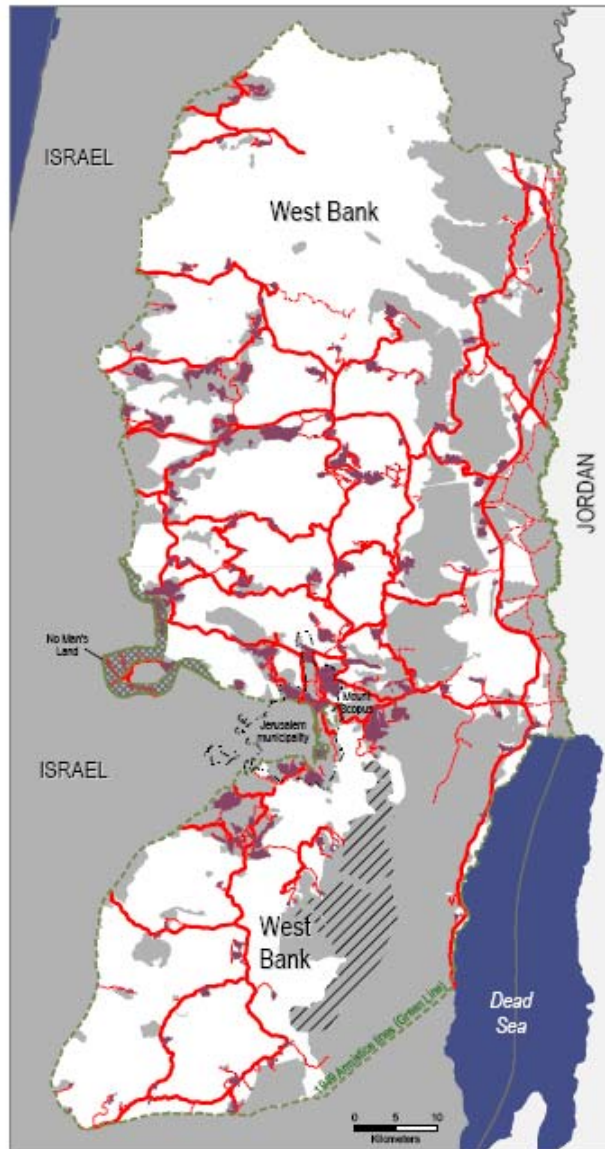 ISRAEL
West Bank
JORDAN
No Man's
Land
Mount
Scopus
Jerusalem
municipality
ISRAEL
West
Bank
Dead
Sea
1949 Armistice lines (Green Line)
0 5 10
Kilometers